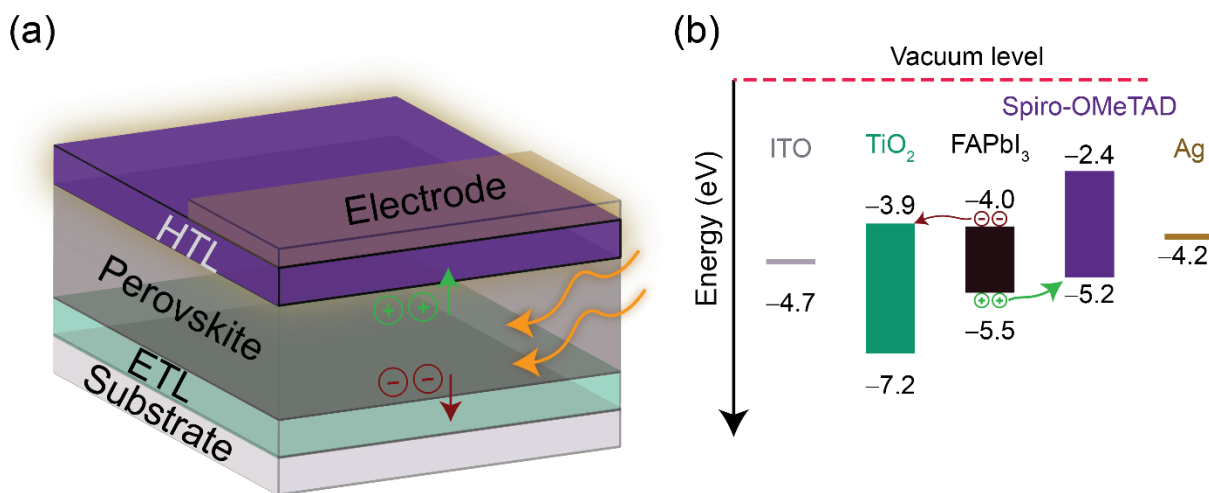 (a)
HTL
Electrode
Perovskite
ETL
Substrate
(b)
Vacuum level
Energy (eV)
ITO
TiO₂
FAPbI₃
Spiro-OMeTAD
Ag
−4.7
−3.9
−7.2
−4.0
−5.5
−2.4
−5.2
−4.2